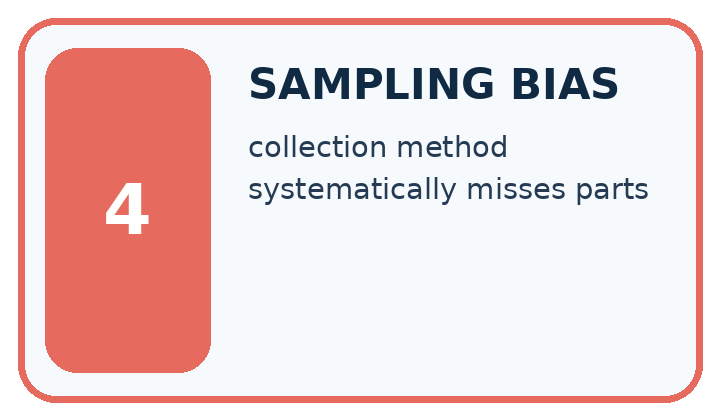 4
SAMPLING BIAS
collection method
systematically misses parts